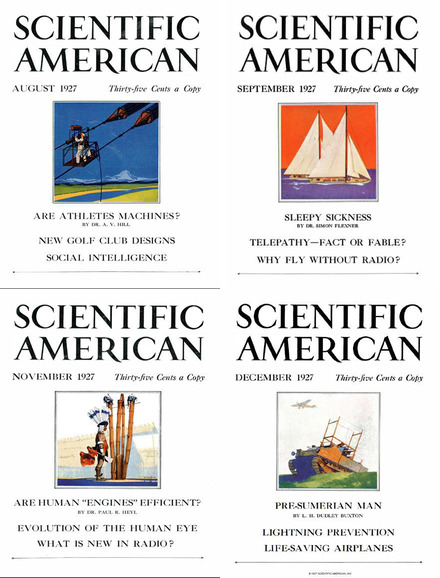 SCIENTIFIC
AMERICAN
AUGUST 1927 Thirty-five Cents a Copy
ARE ATHLETES MACHINES?
BY DR. A. V. HILL
NEW GOLF CLUB DESIGNS
SOCIAL INTELLIGENCE
SCIENTIFIC
AMERICAN
SEPTEMBER 1927 Thirty-five Cents a Copy
SLEEPY SICKNESS
BY DR. SIMON FLEXNER
TELEPATHY—FACT OR FABLE?
WHY FLY WITHOUT RADIO?
SCIENTIFIC
AMERICAN
NOVEMBER 1927 Thirty-five Cents a Copy
ARE HUMAN "ENGINES" EFFICIENT?
BY DR. PAUL R. HEYL
EVOLUTION OF THE HUMAN EYE
WHAT IS NEW IN RADIO?
SCIENTIFIC
AMERICAN
DECEMBER 1927 Thirty-five Cents a Copy
PRE-SUMERIAN MAN
BY L. H. DUDLEY BUXTON
LIGHTNING PREVENTION
LIFE-SAVING AIRPLANES
© 1927 SCIENTIFIC AMERICAN, INC